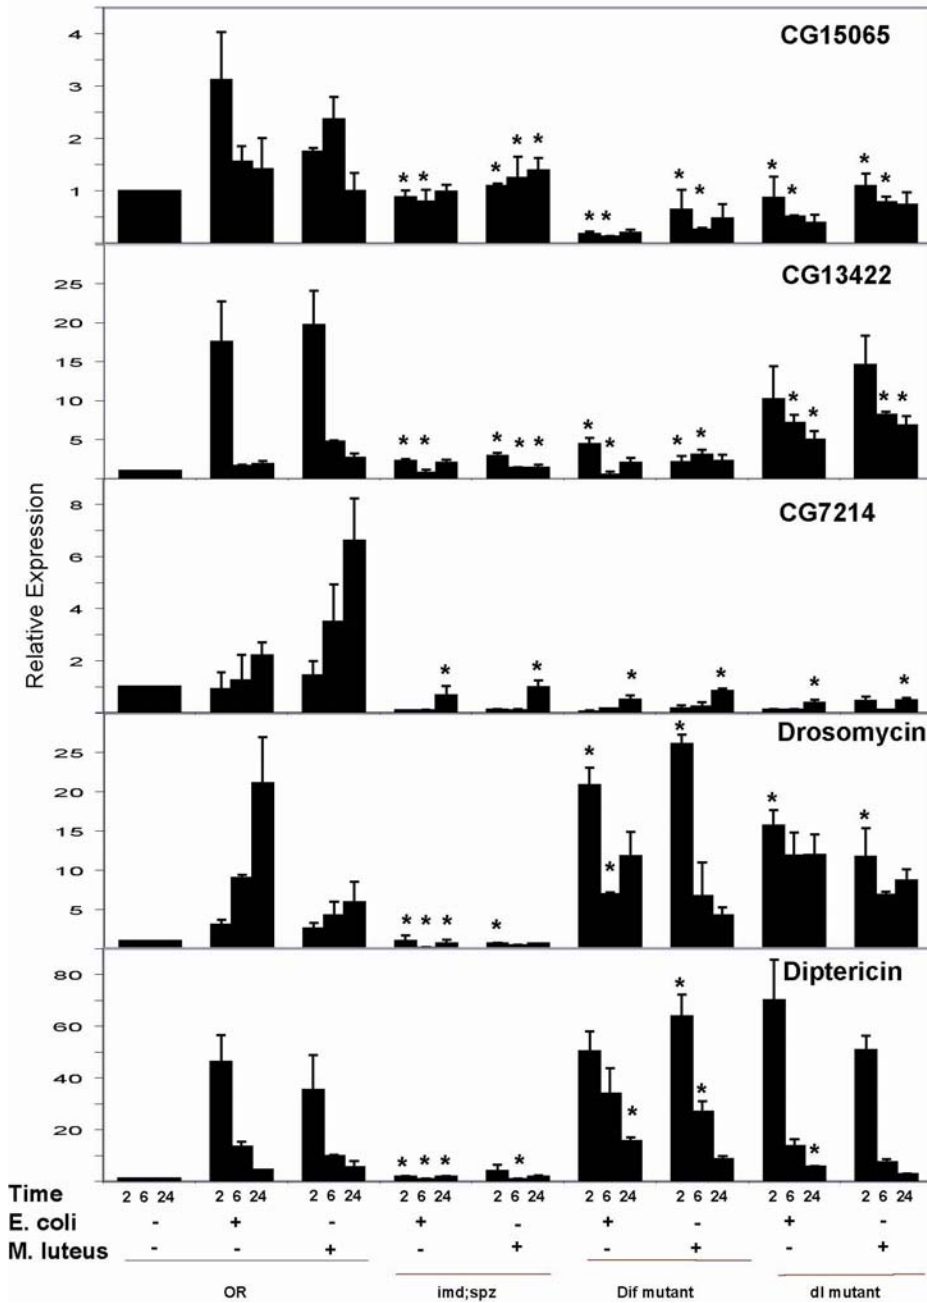 CG15065
4
3
2
1
* * * * * * * * * * * * *
CG13422
25
20
15
10
5
* * * * * * * * * * * * *
CG7214
8
6
4
2
* * * * * *
Drosomycin
25
20
15
10
5
* * * * * * * * *
Diptericin
80
60
40
20
* * * * * * * *
Relative Expression
Time 2 6 24 2 6 24 2 6 24 2 6 24 2 6 24 2 6 24 2 6 24 2 6 24 2 6 24
E. coli - + - + - + - + -
M. luteus - - + - + - + - +
OR imd;spz Dif mutant dl mutant